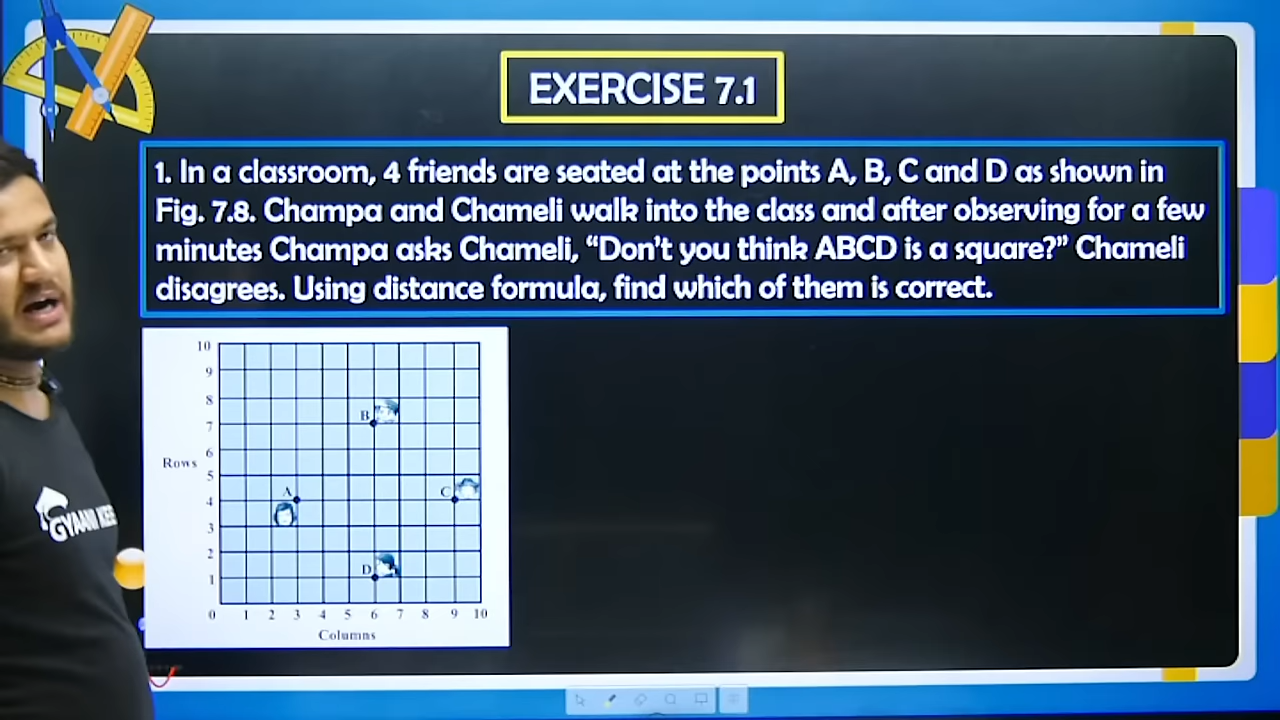 EXERCISE 7.1
1. In a classroom, 4 friends are seated at the points A, B, C and D as shown in
Fig. 7.8. Champa and Chameli walk into the class and after observing for a few
minutes Champa asks Chameli, “Don’t you think ABCD is a square?” Chameli
disagrees. Using distance formula, find which of them is correct.
10
9
8
B
7
6
Rows
5
A
C
4
3
2
D
1
0 1 2 3 4 5 6 7 8 9 10
Columns
GYAANI KEE